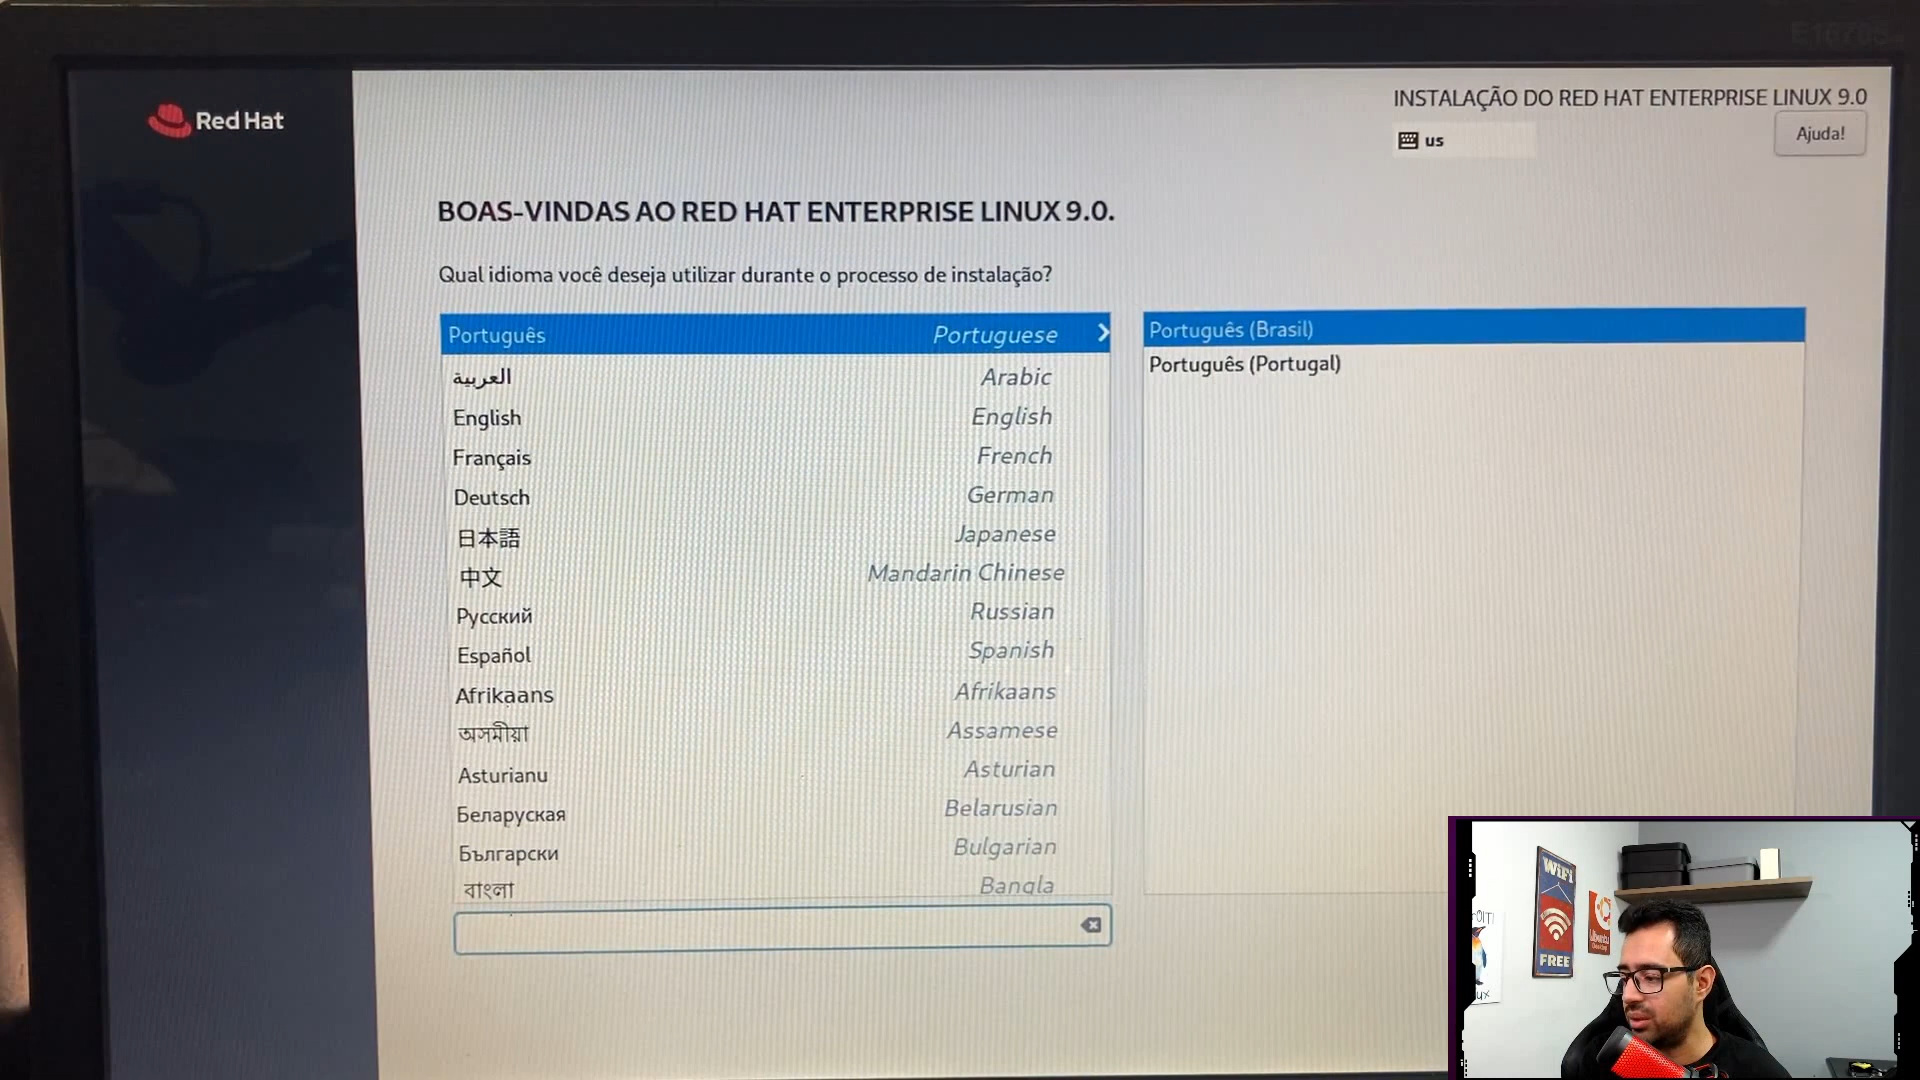 Red Hat
INSTALAÇÃO DO RED HAT ENTERPRISE LINUX 9.0
us
Ajuda!
BOAS-VINDAS AO RED HAT ENTERPRISE LINUX 9.0.
Qual idioma você deseja utilizar durante o processo de instalação?
Português Portuguese
العربية Arabic
English English
Français French
Deutsch German
日本語 Japanese
中文 Mandarin Chinese
Русский Russian
Español Spanish
Afrikaans Afrikaans
অসমীয়া Assamese
Asturianu Asturian
Беларуская Belarusian
Български Bulgarian
বাংলা Bangla
Português (Brasil)
Português (Portugal)
WiFi
FREE
Ubuntu